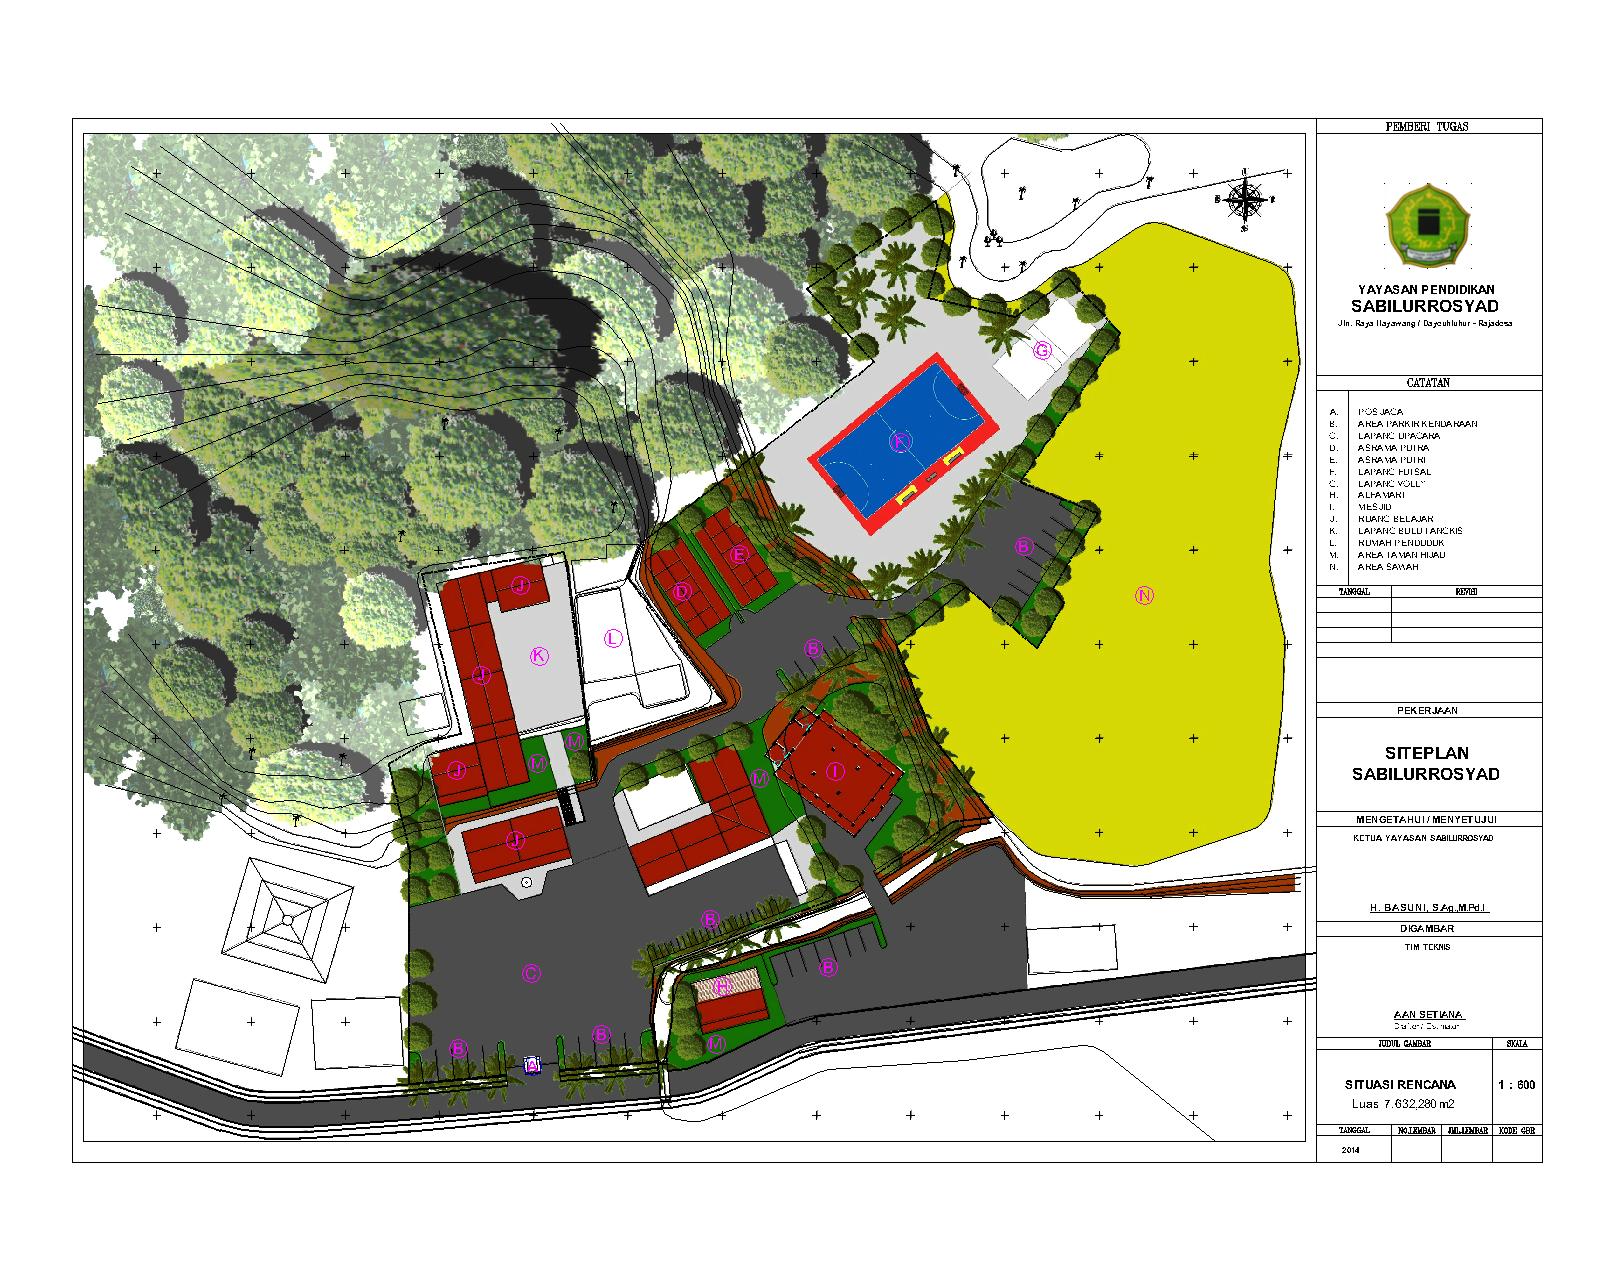 PEMBERI TUGAS
YAYASAN PENDIDIKAN
SABILURROSYAD
Jln. Raya / Dayeuhluhur - Rajadesa
CATATAN
A. POS JAGA
B. AREA PARKIR KENDARAAN
C. LAPANG UPACARA
D. ASRAMA PUTRA
E. ASRAMA PUTRI
F. LAPANG FUTSAL
G. LAPANG VOLLY
H. ALFAMART
I. MESJID
J. RUANG BELAJAR
K. LAPANG BULUTANGKIS
L. RUMAH PENDUDUK
M. AREA TAMAN HIJAU
N. AREA SAWAH
TANGGAL REVISI
PEKERJAAN
SITEPLAN
SABILURROSYAD
MENGETAHUI / MENYETUJUI
KETUA YAYASAN SABILURROSYAD
H. BASUNI, S.Ag,M.Pd.I
DIGAMBAR
TIM TEKNIS
AAN SETIANA
Drafter / Estimator
JUDUL GAMBAR SKALA
SITUASI RENCANA 1 : 600
Luas 7.632,280 m2
TANGGAL NO.LEMBAR JML.LEMBAR KODE GBR
2014
G
F
E
B
D
N
J
L
B
K
J
M
M
J
M
I
J
B
B
C
H
B
B
M
A